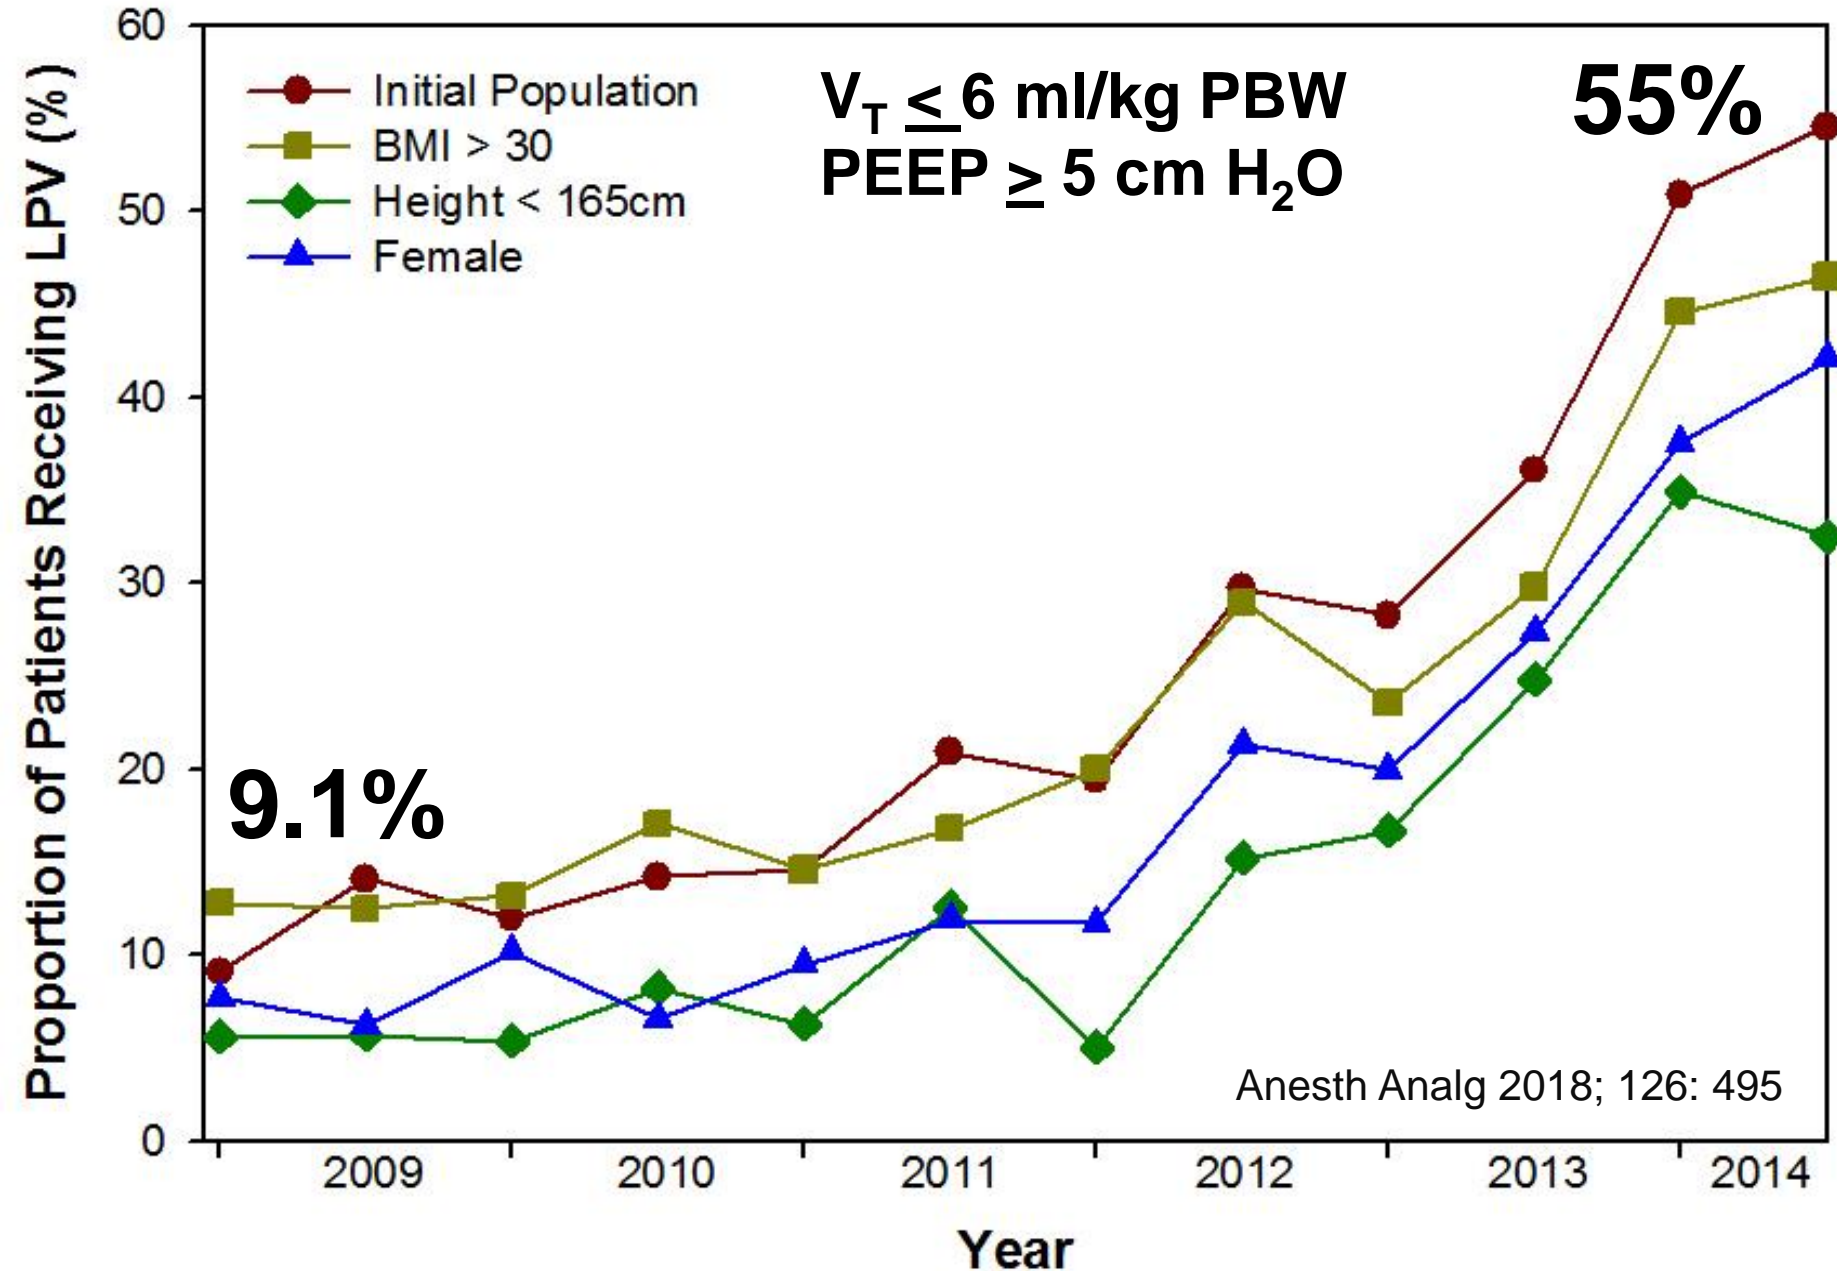 60
50
40
30
20
10
0
Proportion of Patients Receiving LPV (%)
Initial Population
BMI > 30
Height < 165cm
Female
V_T ≤ 6 ml/kg PBW
PEEP ≥ 5 cm H₂O
55%
9.1%
Anesth Analg 2018; 126: 495
2009 2010 2011 2012 2013 2014
Year